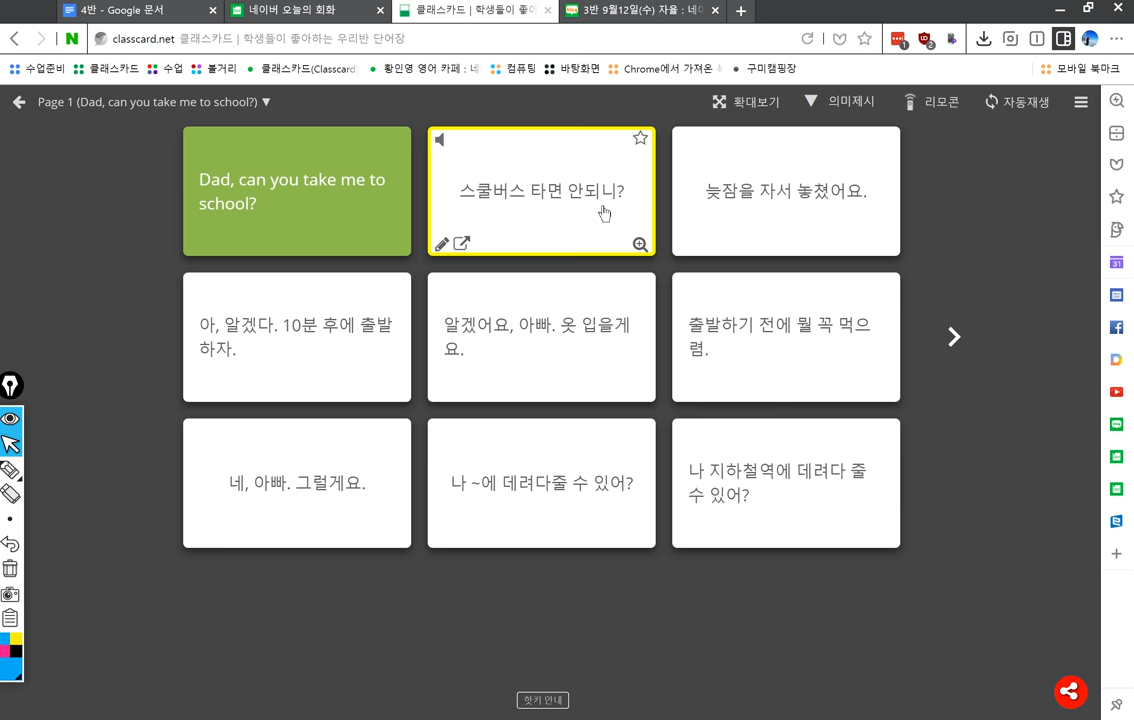 4반 - Google 문서
네이버 오늘의 회화
클래스카드 | 학생들이 좋아
3반 9월12일(수) 자율 : 네이
classcard.net 클래스카드 | 학생들이 좋아하는 우리반 단어장
수업준비
클래스카드
수업
볼거리
클래스카드(Classcard
황인영 영어 카페 : 네
컴퓨팅
바탕화면
Chrome에서 가져온
구미캠핑장
모바일 북마크
Page 1 (Dad, can you take me to school?) ▼
확대보기
의미제시
리모콘
자동재생
Dad, can you take me to
school?
스쿨버스 타면 안되니?
늦잠을 자서 놓쳤어요.
아, 알겠다. 10분 후에 출발
하자.
알겠어요, 아빠. 옷 입을게
요.
출발하기 전에 뭘 꼭 먹으
렴.
네, 아빠. 그럴게요.
나 ~에 데려다줄 수 있어?
나 지하철역에 데려다 줄
수 있어?
핫키 안내